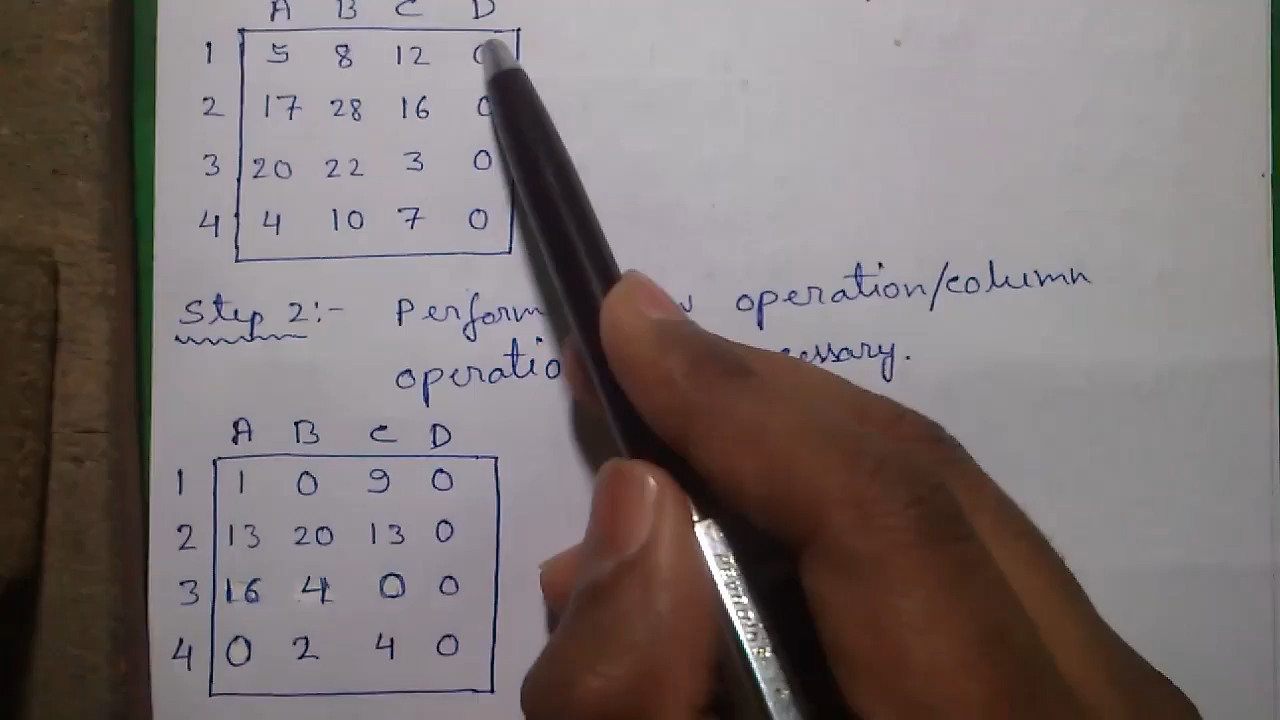 A B C D
1 5 8 12 0
2 17 28 16 0
3 20 22 3 0
4 4 10 7 0
Step 2:- Perform operation/column
operatio
A B C D
1 1 0 9 0
2 13 20 13 0
3 16 4 0 0
4 0 2 4 0